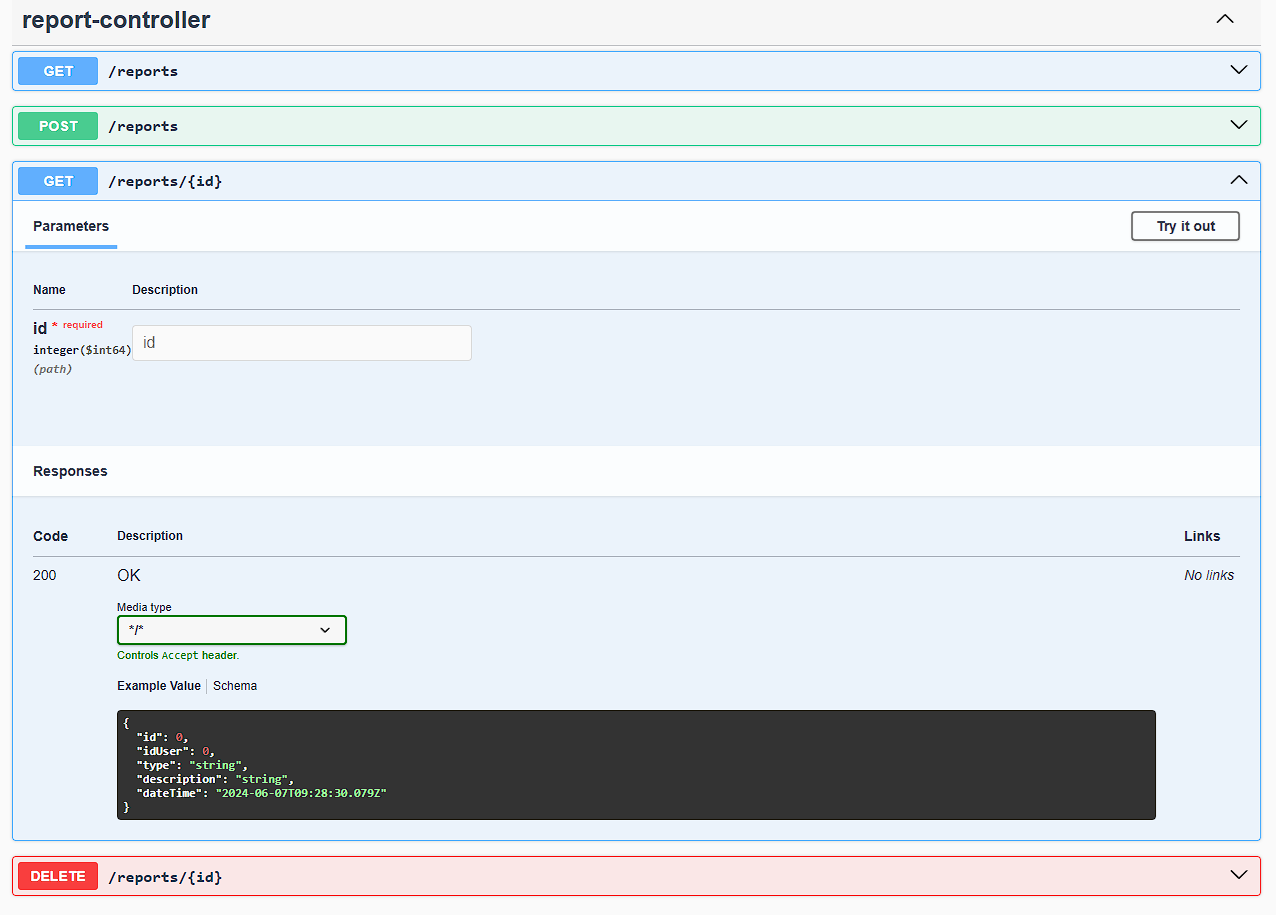 report-controller
GET /reports
POST /reports
GET /reports/{id}
Parameters
Try it out
Name Description
id * required
integer($int64)
(path)
id
Responses
Code Description Links
200 OK No links
Media type
*/*
Controls Accept header.
Example Value Schema
{
  "id": 0,
  "idUser": 0,
  "type": "string",
  "description": "string",
  "dateTime": "2024-06-07T09:28:30.079Z"
}
DELETE /reports/{id}